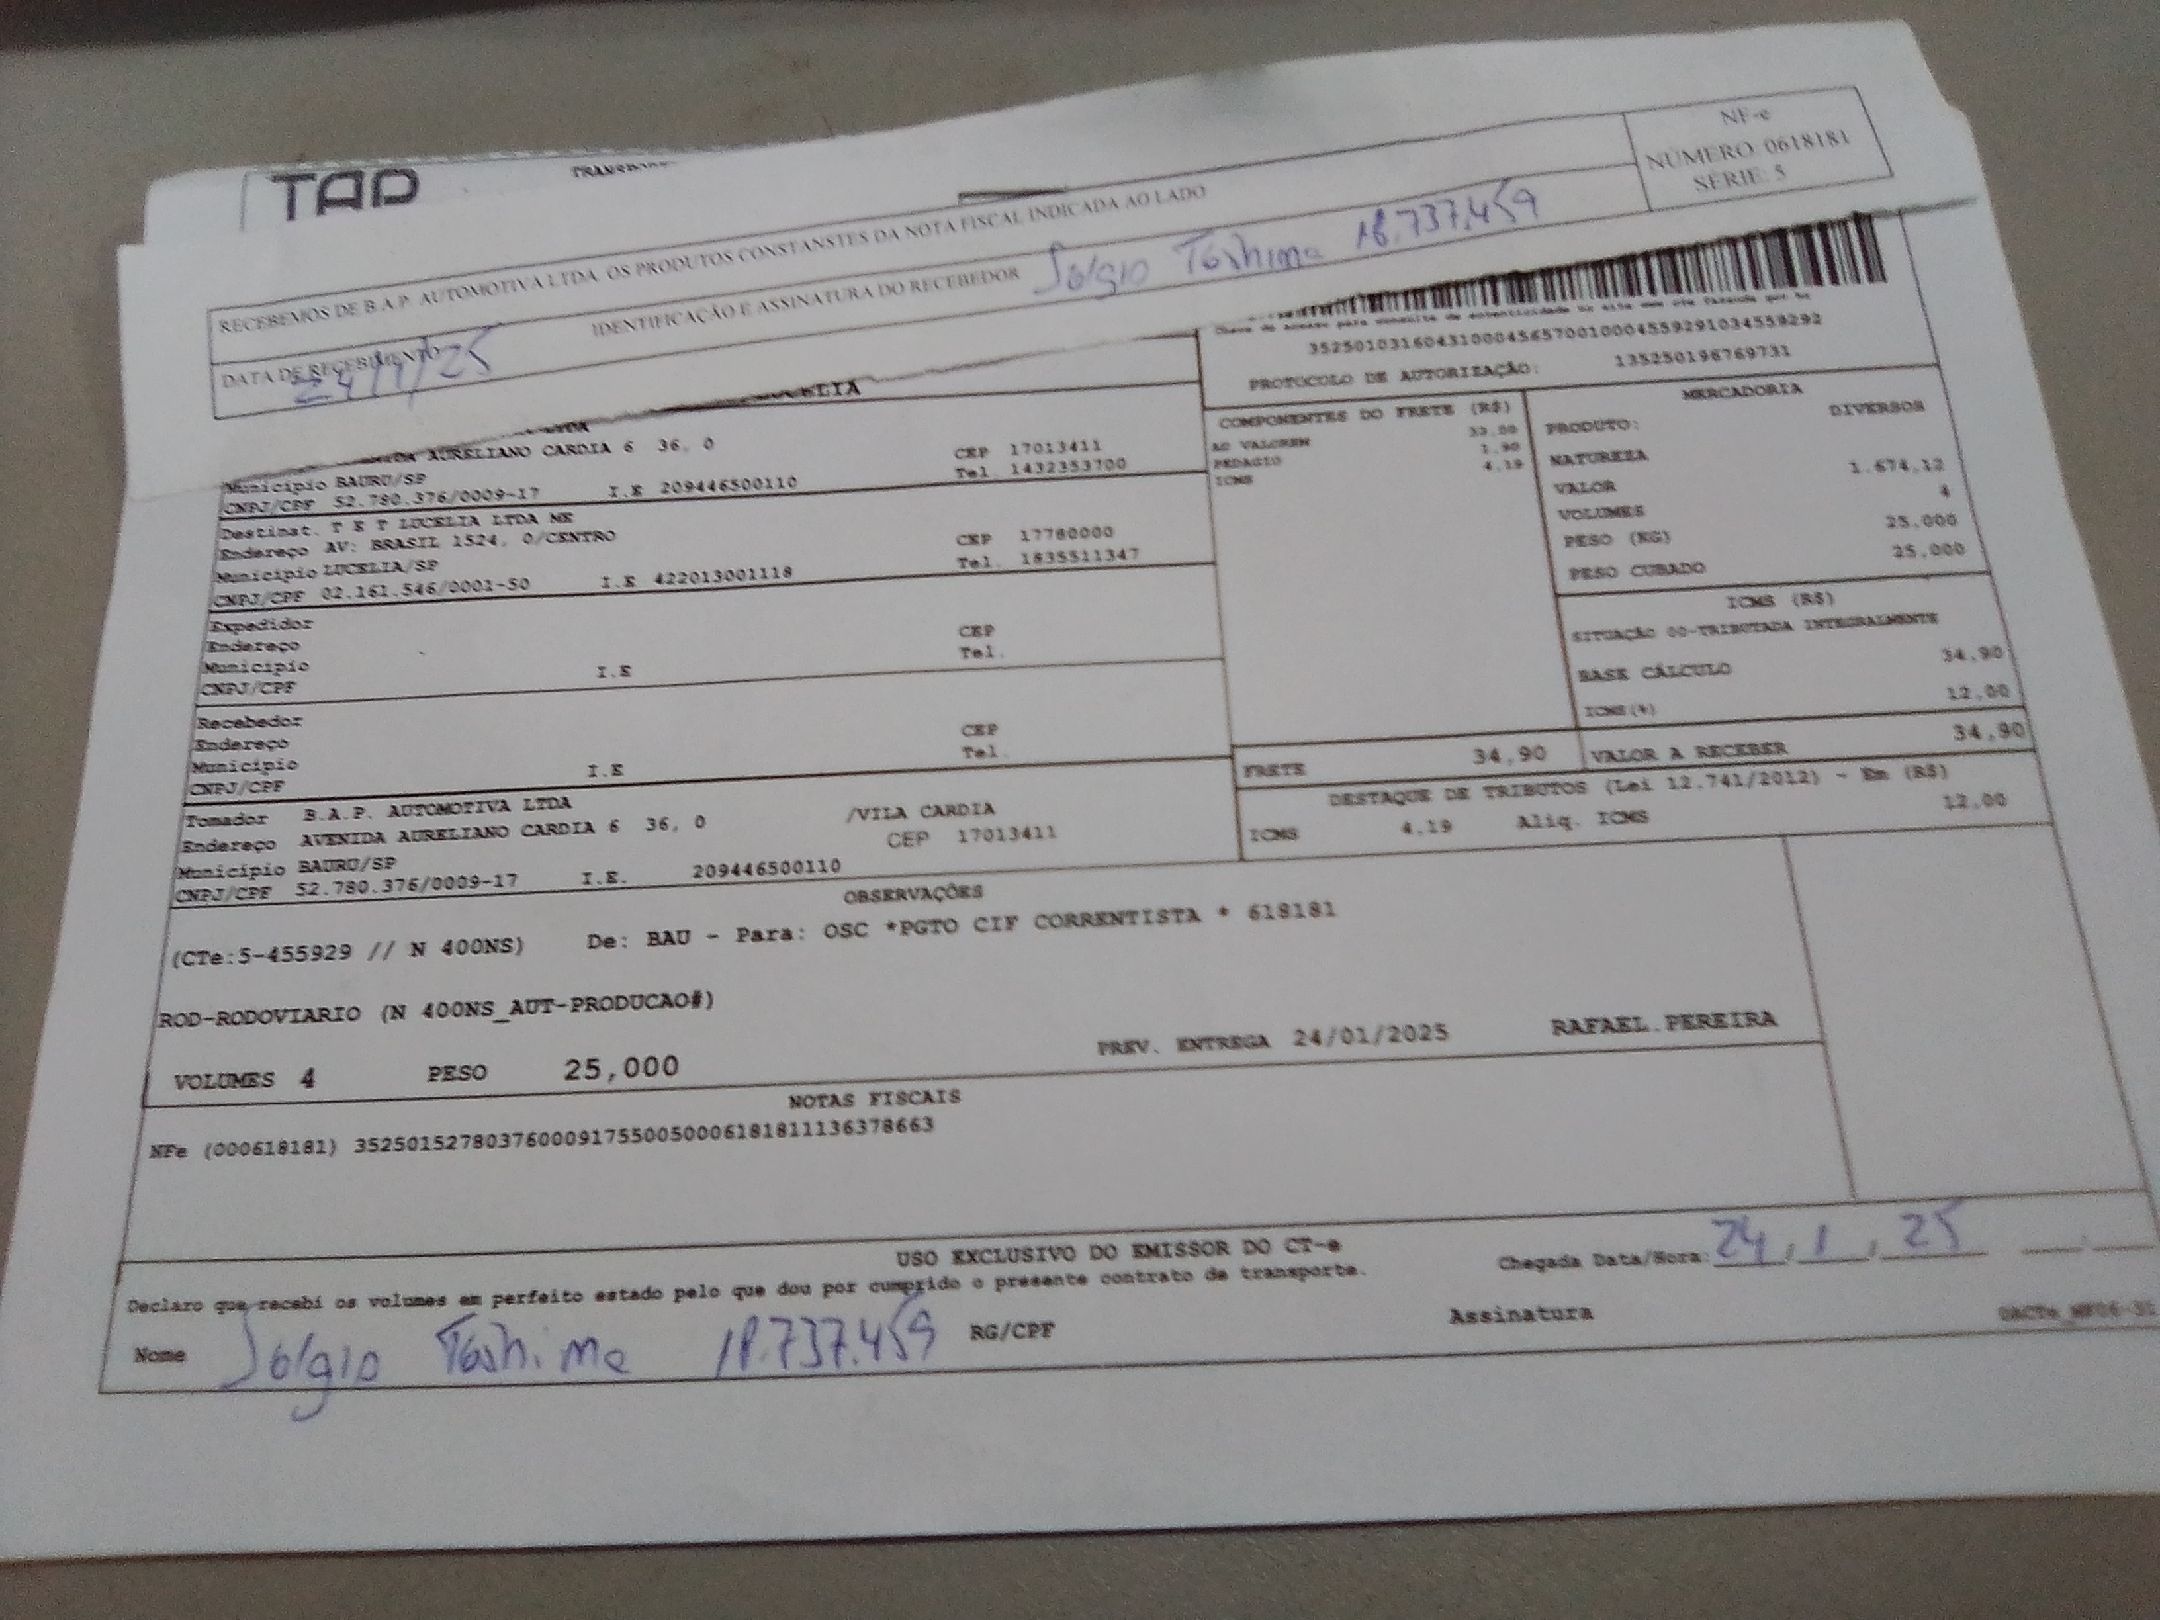 TAD
RECEBEMOS DE B.A.P. AUTOMOTIVA LTDA OS PRODUTOS CONSTANSTES DA NOTA FISCAL INDICADA AO LADO
NF-e
NÚMERO 0618181
SÉRIE: 5
DATA DE RECEBIMENTO
24/1/25
IDENTIFICAÇÃO E ASSINATURA DO RECEBEDOR
Sérgio Toshima 18.737.459
35250103160431000456570010004559291034559292
PROTOCOLO DE AUTORIZAÇÃO: 135250196769731
AURELIANO CARDIA 6 36, 0 CEP 17013411
Município BAURU/SP Tel. 1432353700
CNPJ/CPF 52.780.376/0009-17 I.E 209446500110
Destinat. T E T LUCELIA LTDA ME
Endereço AV: BRASIL 1524, 0/CENTRO CEP 17780000
Município LUCELIA/SP Tel. 1835511347
CNPJ/CPF 02.161.546/0001-50 I.E 422013001118
Expedidor
Endereço CEP
Município Tel.
CNPJ/CPF I.E
Recebedor
Endereço CEP
Município Tel.
CNPJ/CPF I.E
Tomador B.A.P. AUTOMOTIVA LTDA /VILA CARDIA
Endereço AVENIDA AURELIANO CARDIA 6 36, 0 CEP 17013411
Município BAURU/SP
CNPJ/CPF 52.780.376/0009-17 I.E. 209446500110
COMPONENTES DO FRETE (R$)
AD VALOREM
PEDAGIO 1,90
ICMS 4,19
MERCADORIA
PRODUTO: DIVERSOS
NATUREZA
VALOR 1.674,12
VOLUMES 4
PESO (KG) 25,000
PESO CUBADO 25,000
ICMS (R$)
SITUAÇÃO 00-TRIBUTADA INTEGRALMENTE
BASE CÁLCULO 34,90
ICMS(%) 12,00
FRETE 34,90 VALOR A RECEBER 34,90
DESTAQUE DE TRIBUTOS (Lei 12.741/2012) - Em (R$)
ICMS 4.19 Aliq. ICMS 12,00
OBSERVAÇÕES
(CTe:5-455929 // N 400NS) De: BAU - Para: OSC *PGTO CIF CORRENTISTA * 618181
ROD-RODOVIARIO (N 400NS_AUT-PRODUCAO#)
VOLUMES 4 PESO 25,000 PREV. ENTREGA 24/01/2025 RAFAEL.PEREIRA
NOTAS FISCAIS
NFe (000618181) 35250152780376000917550050006181811136378663
USO EXCLUSIVO DO EMISSOR DO CT-e
Declaro que recebi os volumes em perfeito estado pelo que dou por cumprido o presente contrato de transporte.
Chegada Data/Hora: 24, 1, 25
Nome Sérgio Toshima 18.737.459 RG/CPF Assinatura